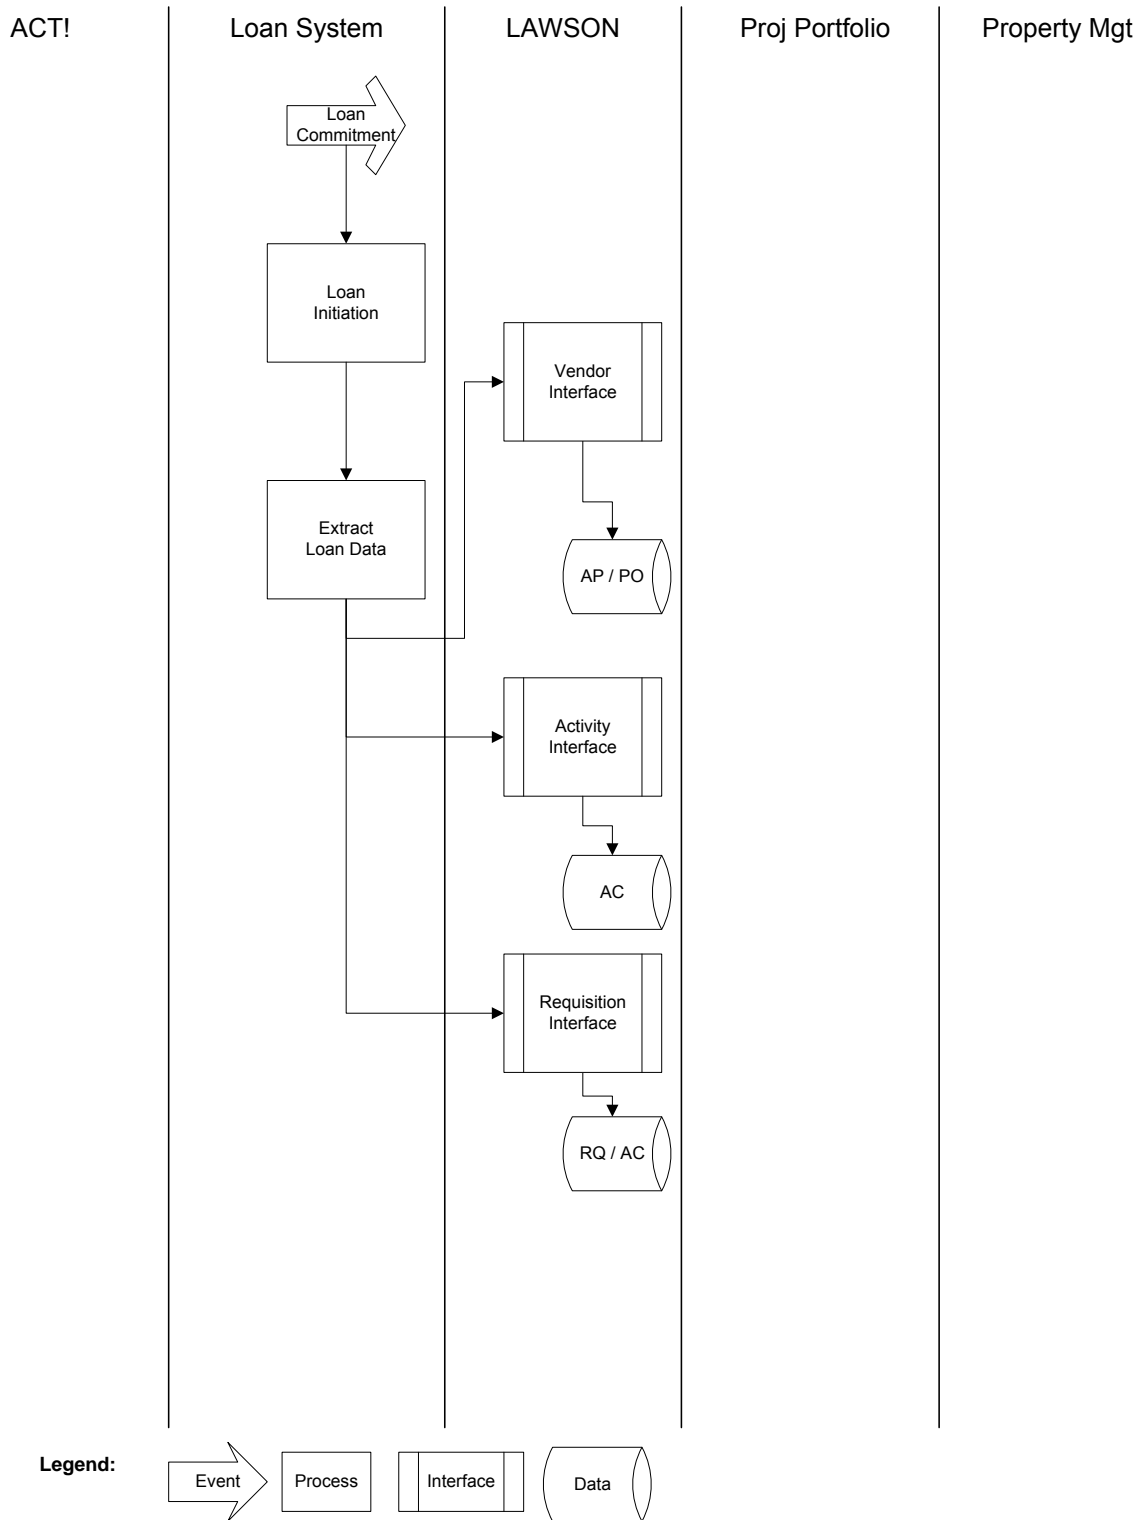 ACT!
Loan System
LAWSON
Proj Portfolio
Property Mgt
Loan
Commitment
Loan
Initiation
Vendor
Interface
Extract
Loan Data
AP / PO
Activity
Interface
AC
Requisition
Interface
RQ / AC
Legend:
Event
Process
Interface
Data